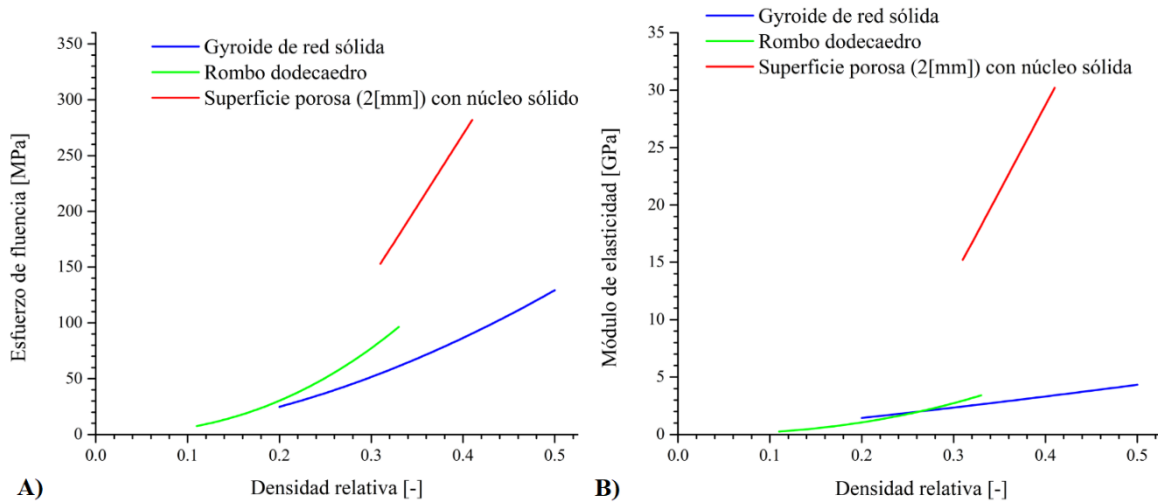 350
300
250
200
150
100
50
0
Esfuerzo de fluencia [MPa]
Gyroide de red sólida
Rombo dodecaedro
Superficie porosa (2[mm]) con núcleo sólido
0.0 0.1 0.2 0.3 0.4 0.5
Densidad relativa [-]
A)
35
30
25
20
15
10
5
0
Módulo de elasticidad [GPa]
Gyroide de red sólida
Rombo dodecaedro
Superficie porosa (2[mm]) con núcleo sólida
0.0 0.1 0.2 0.3 0.4 0.5
Densidad relativa [-]
B)